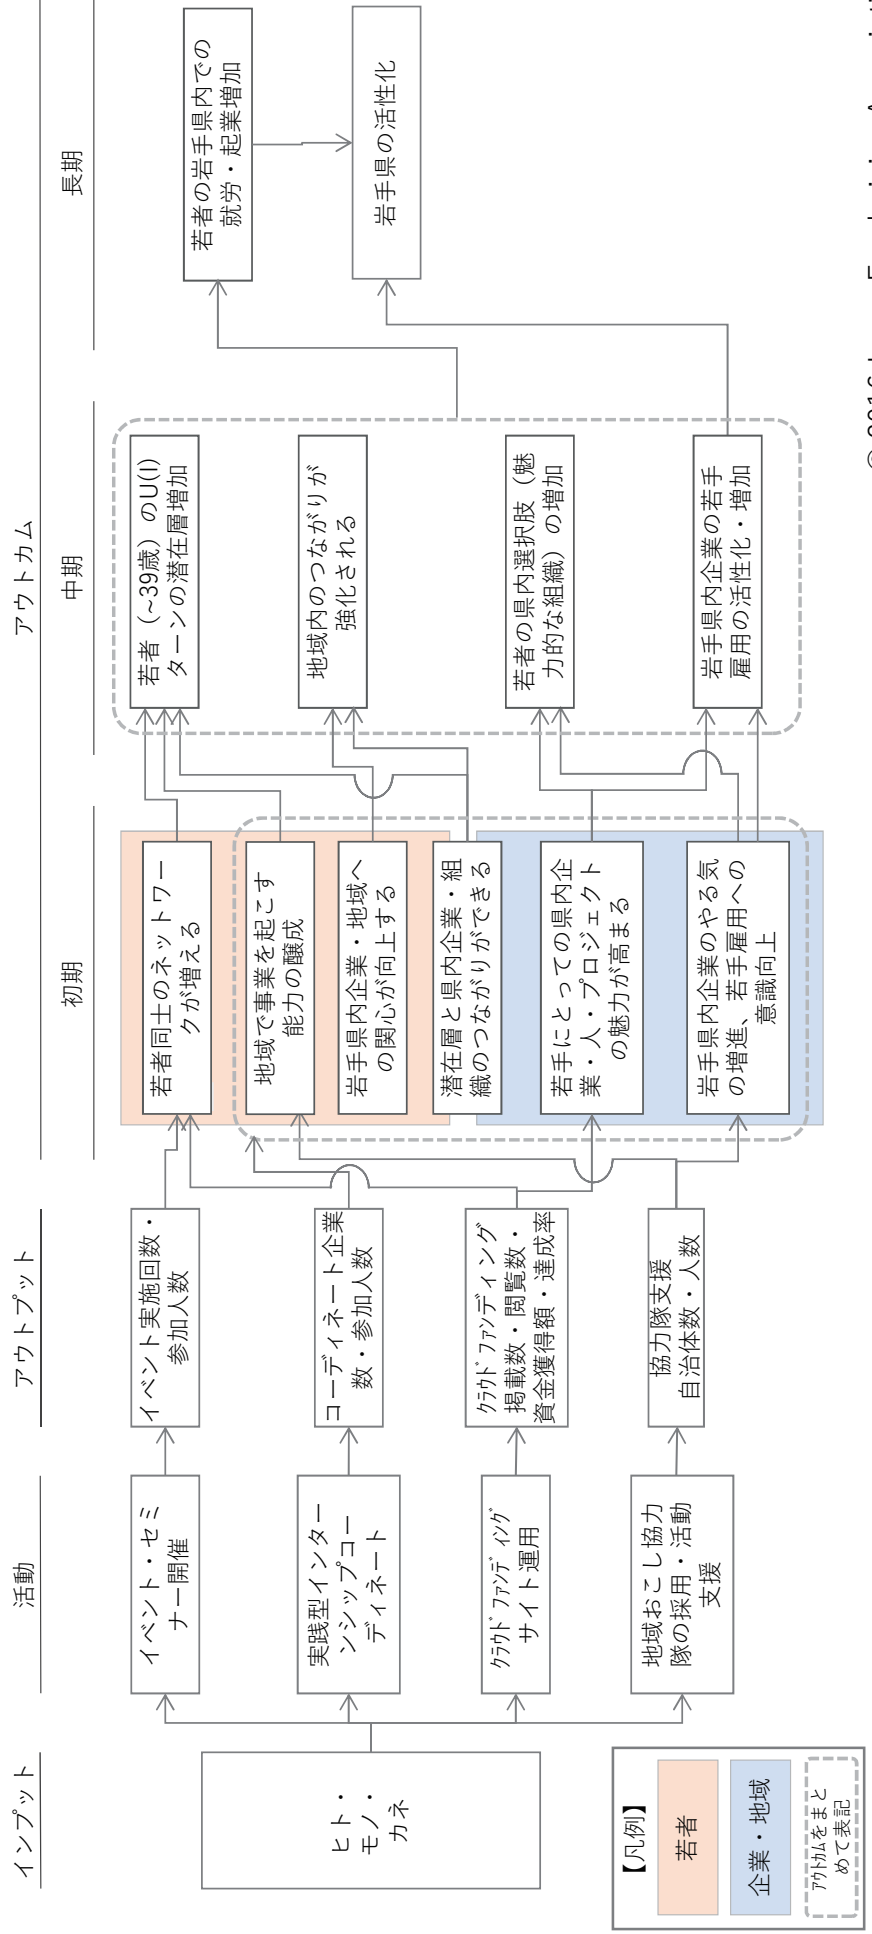 インプット
活動
アウトプット
アウトカム
初期
中期
長期
ヒト・
モノ・
カネ
イベント・セミ
ナー開催
実践型インター
ンシップコー
ディネート
ｸﾗｳﾄﾞﾌｧﾝﾃﾞｨﾝｸﾞ
サイト運用
地域おこし協力
隊の採用・活動
支援
イベント実施回数・
参加人数
コーディネート企業
数・参加人数
ｸﾗｳﾄﾞﾌｧﾝﾃﾞｨﾝｸﾞ
掲載数・閲覧数・
資金獲得額・達成率
協力隊支援
自治体数・人数
若者同士のネットワー
クが増える
地域で事業を起こす
能力の醸成
岩手県内企業・地域へ
の関心が向上する
潜在層と県内企業・組
織のつながりができる
若手にとっての県内企
業・人・プロジェクト
の魅力が高まる
岩手県内企業のやる気
の増進、若手雇用への
意識向上
若者（~39歳）のU(I)
ターンの潜在層増加
地域内のつながりが
強化される
若者の県内選択肢（魅
力的な組織）の増加
岩手県内企業の若手
雇用の活性化・増加
若者の岩手県内での
就労・起業増加
岩手県の活性化
【凡例】
若者
企業・地域
ｱｳﾄｶﾑをまと
めて表記